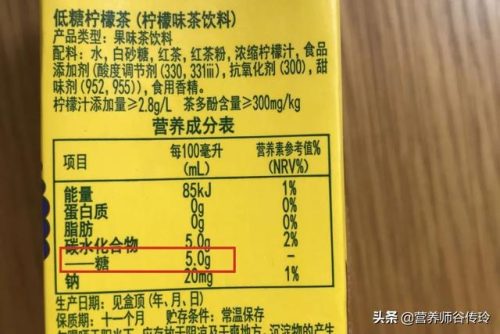 低糖柠檬茶（柠檬味茶饮料）
产品类型：果味茶饮料
配料：水，白砂糖，红茶，红茶粉，浓缩柠檬汁，食品
添加剂（酸度调节剂（330，331iii），抗氧化剂（300），甜
味剂（952，955）），食用香精。
柠檬汁添加量≥2.8g/L 茶多酚含量≥300mg/kg
营养成分表
项目 每100毫升（mL） 营养素参考值%（NRV%）
能量 85kJ 1%
蛋白质 0g 0%
脂肪 0g 0%
碳水化合物 5.0g 2%
——糖 5.0g –
钠 20mg 1%
生产日期：见盒顶（年、月、日）
保质期：十一个月 贮存条件：常温保存
头条 @营养师谷传玲